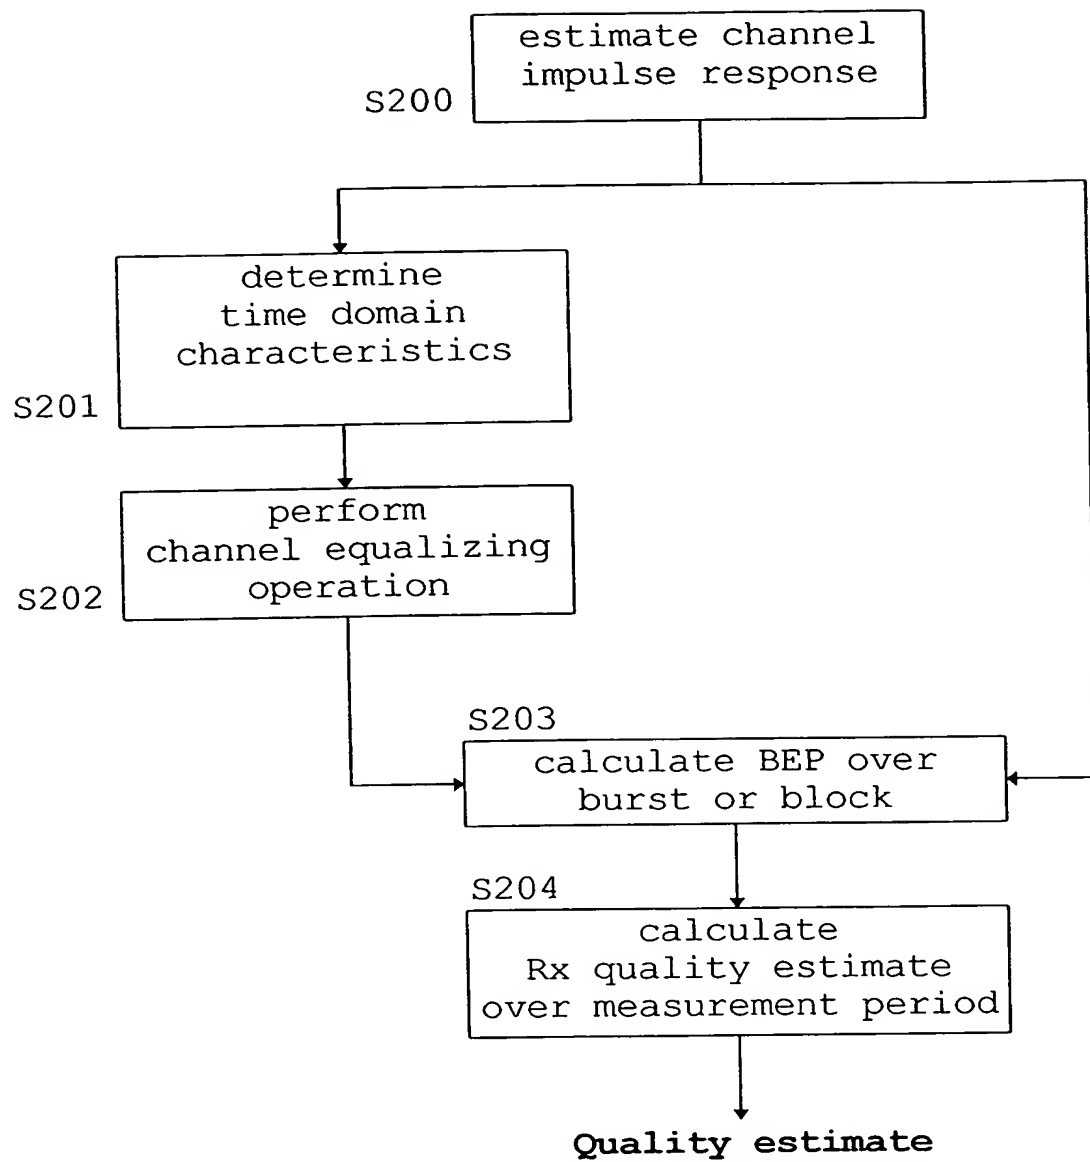 estimate channel
impulse response
S200
determine
time domain
characteristics
S201
perform
channel equalizing
operation
S202
S203
calculate BEP over
burst or block
S204
calculate
Rx quality estimate
over measurement period
Quality estimate